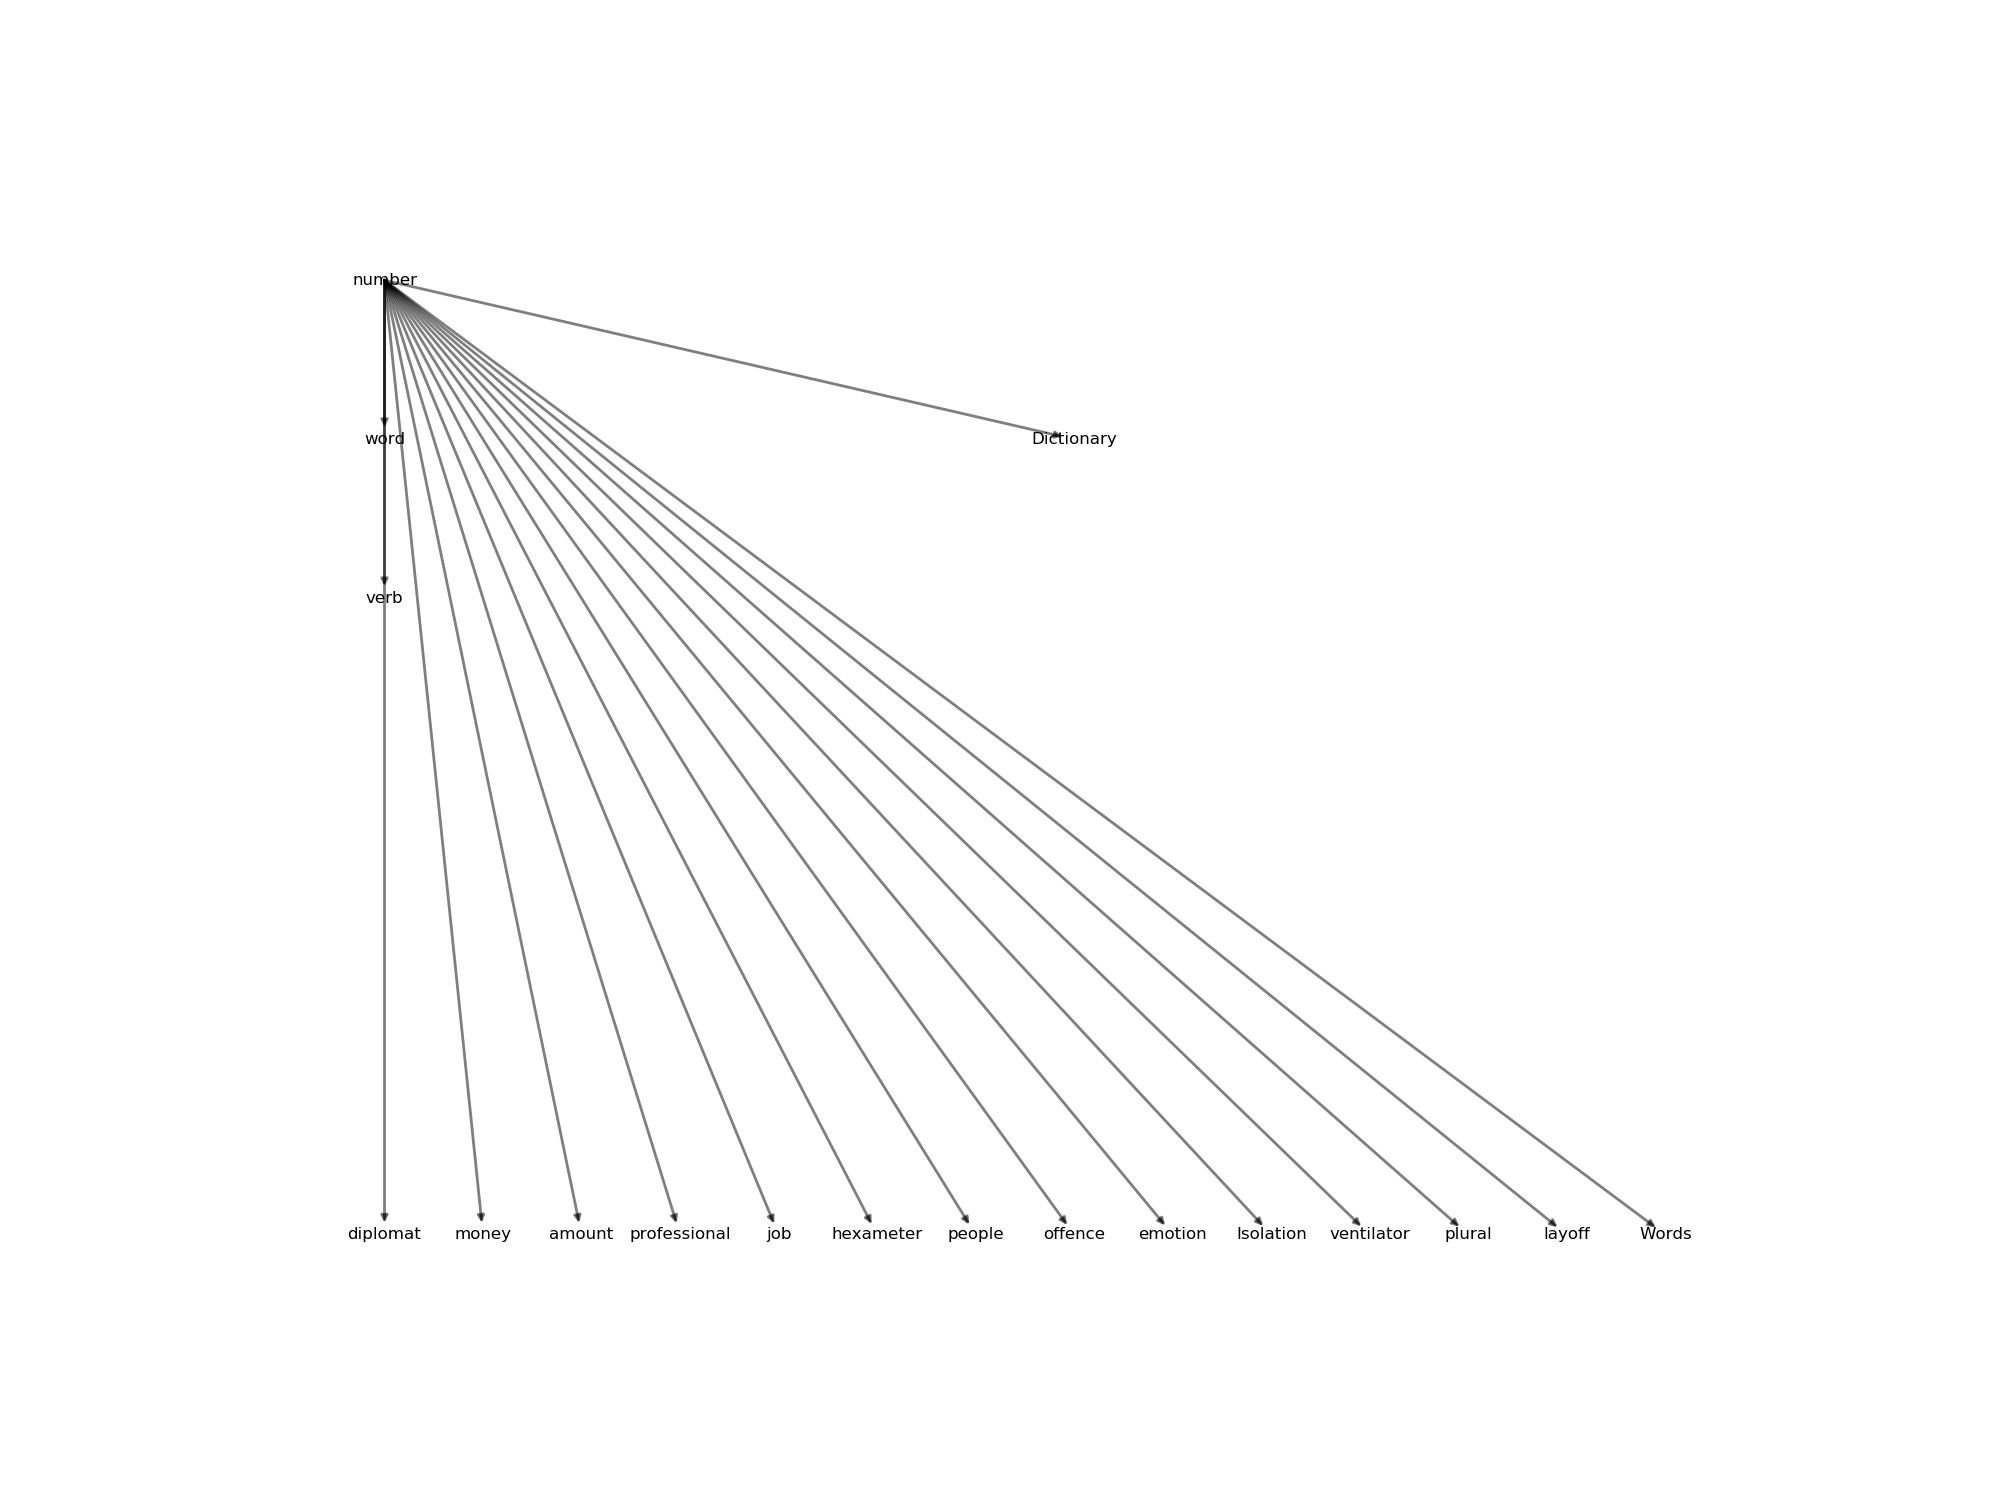 number
word Dictionary
verb
diplomat money amount professional job hexameter people offence emotion Isolation ventilator plural layoff Words